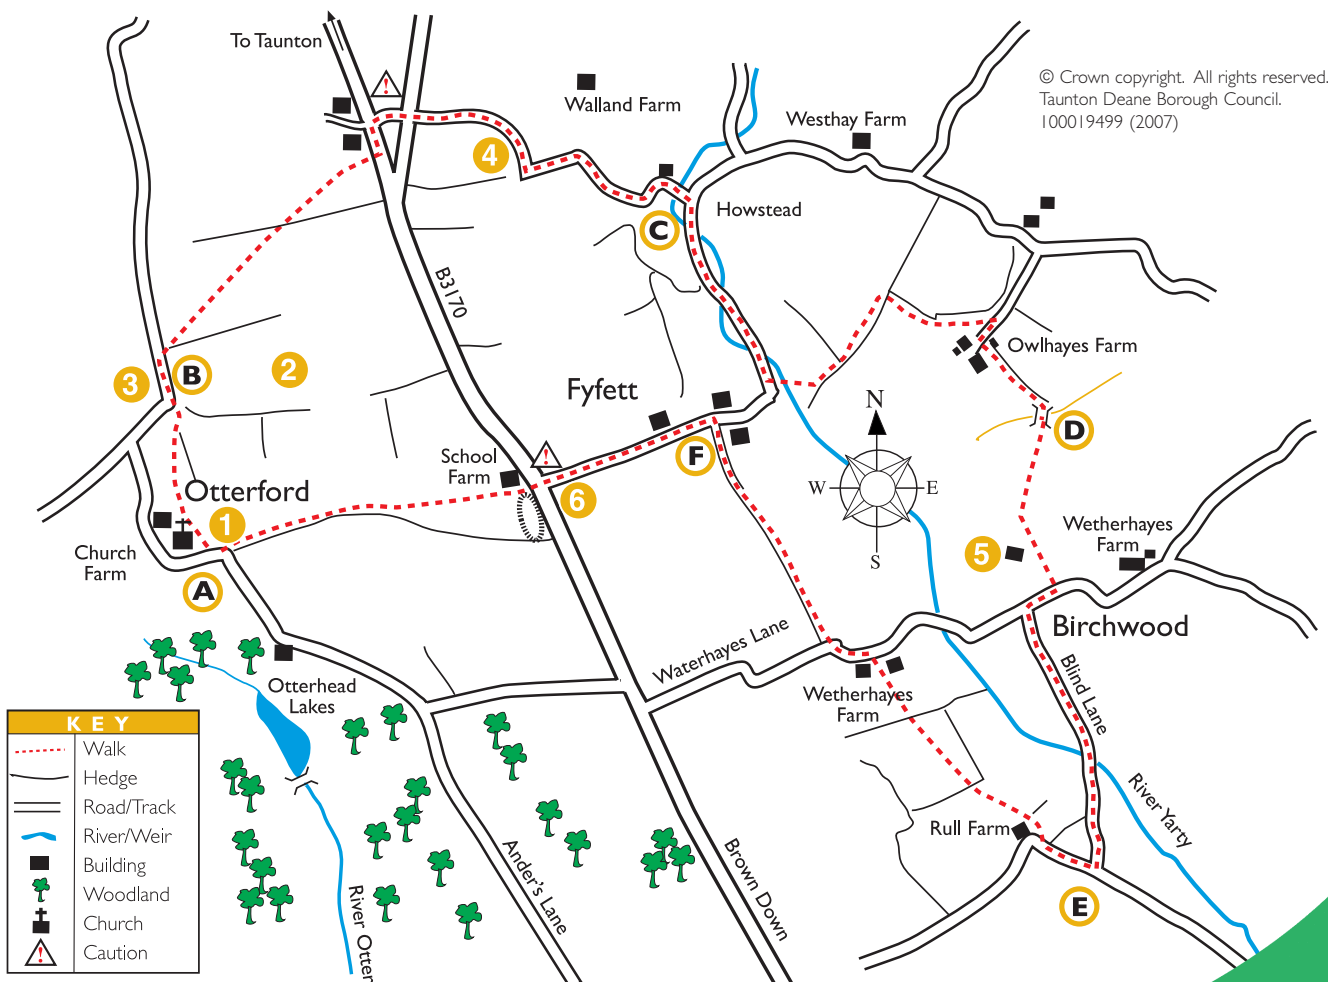 To Taunton
!
Walland Farm
Westhay Farm
© Crown copyright. All rights reserved.
Taunton Deane Borough Council.
100019499 (2007)
4
C
Howstead
B3170
3
B
2
Fyfett
Owlhayes Farm
N
W
E
S
D
School
Farm
!
F
6
Otterford
1
Church
Farm
A
5
Wetherhayes
Farm
Birchwood
Waterhayes Lane
Blind Lane
Wetherhayes
Farm
Otterhead
Lakes
River Yarty
Rull Farm
E
Ander's Lane
Brown Down
River Otter
KEY
Walk
Hedge
Road/Track
River/Weir
Building
Woodland
Church
!
Caution